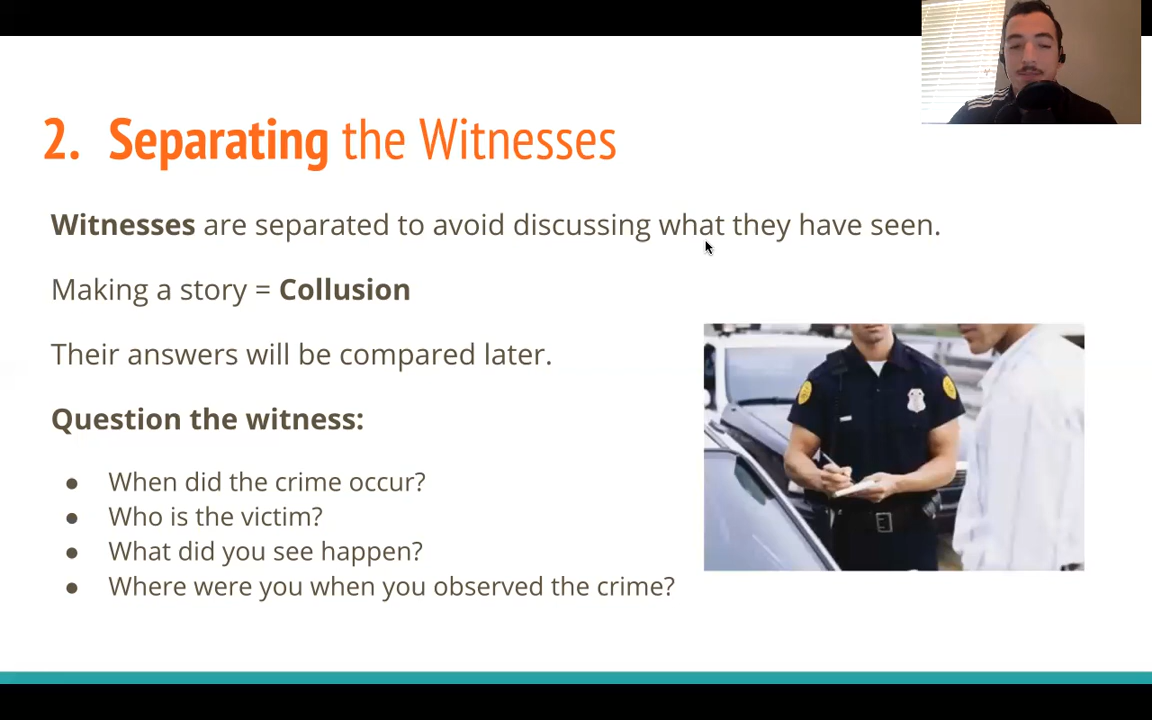 2. Separating the Witnesses
Witnesses are separated to avoid discussing what they have seen.
Making a story = Collusion
Their answers will be compared later.
Question the witness:
● When did the crime occur?
● Who is the victim?
● What did you see happen?
● Where were you when you observed the crime?